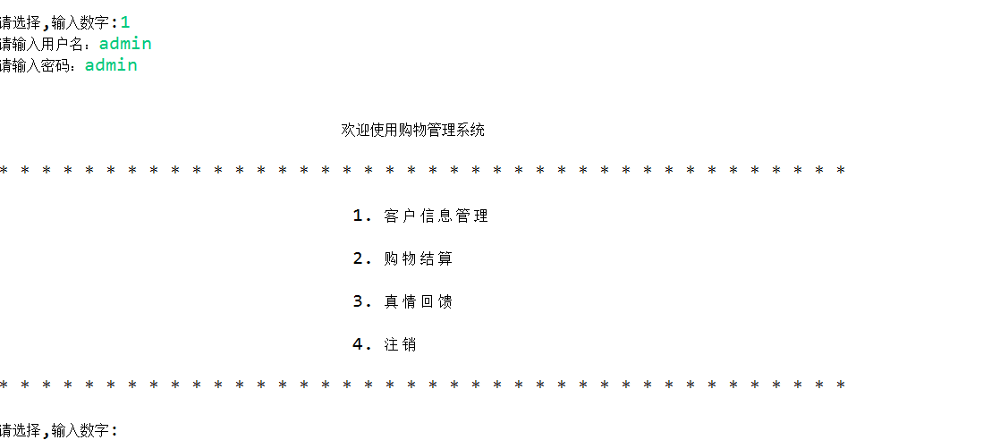 请选择,输入数字:1
请输入用户名：admin
请输入密码：admin
欢迎使用购物管理系统
* * * * * * * * * * * * * * * * * * * * * * * * * * * * * * * * * * * * * * * *
1. 客 户 信 息 管 理
2. 购 物 结 算
3. 真 情 回 馈
4. 注 销
* * * * * * * * * * * * * * * * * * * * * * * * * * * * * * * * * * * * * * * *
请选择,输入数字: